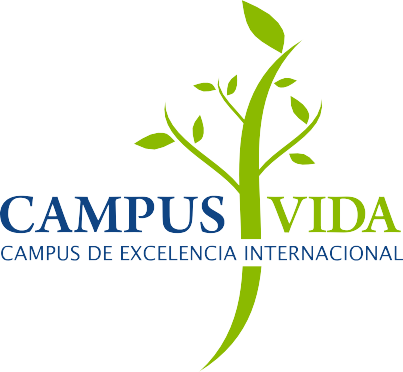 CAMPUS VIDA
CAMPUS DE EXCELENCIA INTERNACIONAL